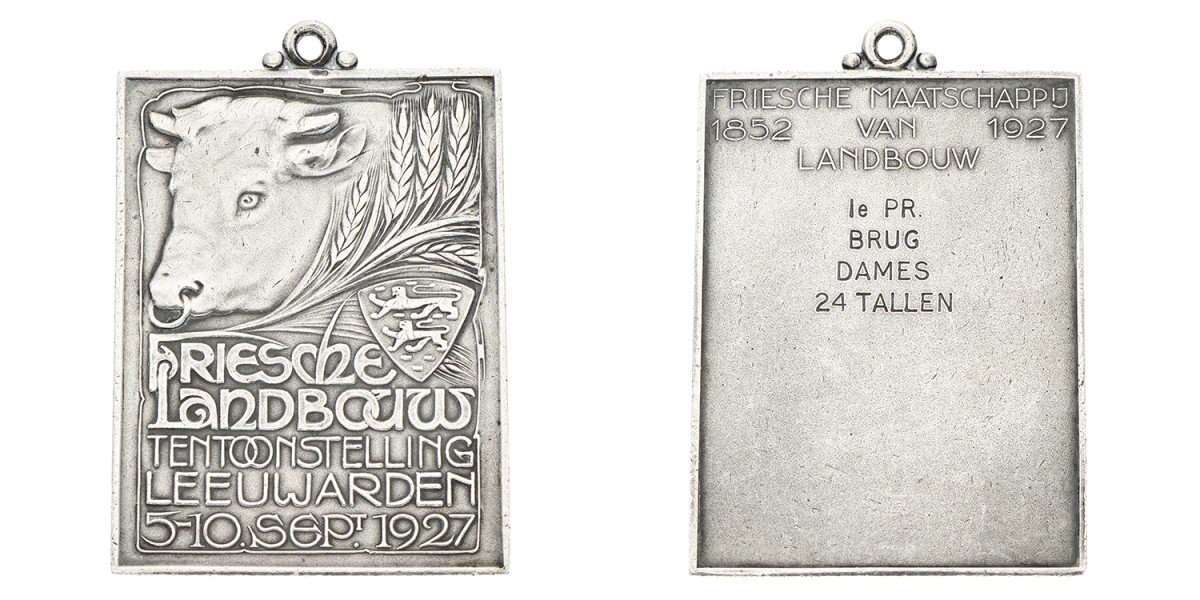 FRIESCHE
LANDBOUW
TENTOONSTELLING
LEEUWARDEN
5-10.SEPT. 1927
FRIESCHE MAATSCHAPPIJ
1852 VAN 1927
LANDBOUW
1e PR.
BRUG
DAMES
24 TALLEN